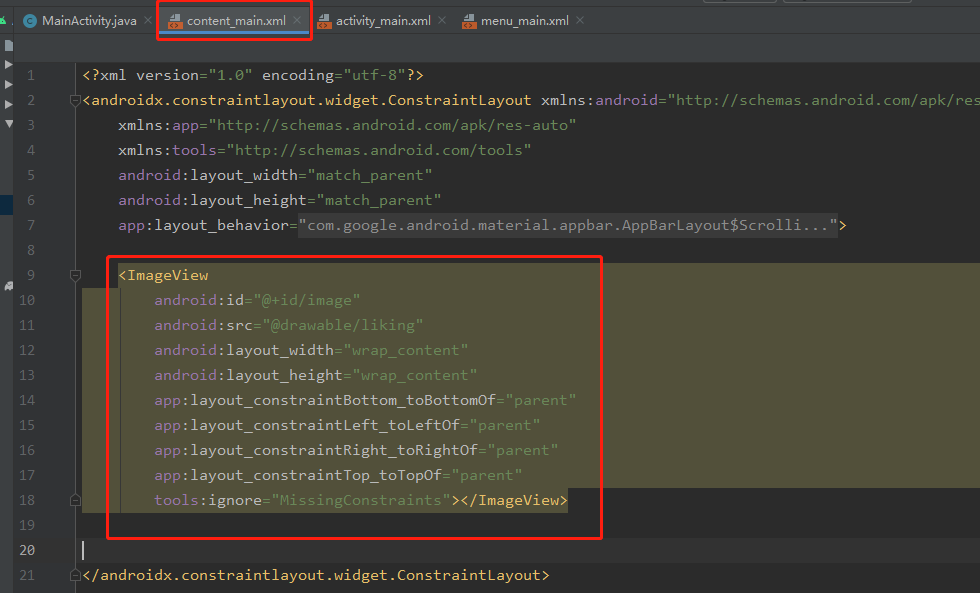 MainActivity.java content_main.xml activity_main.xml menu_main.xml
1 <?xml version="1.0" encoding="utf-8"?>
2 <androidx.constraintlayout.widget.ConstraintLayout xmlns:android="http://schemas.android.com/apk/res
3 xmlns:app="http://schemas.android.com/apk/res-auto"
4 xmlns:tools="http://schemas.android.com/tools"
5 android:layout_width="match_parent"
6 android:layout_height="match_parent"
7 app:layout_behavior="com.google.android.material.appbar.AppBarLayout$Scrolli...">
8
9 <ImageView
10 android:id="@+id/image"
11 android:src="@drawable/liking"
12 android:layout_width="wrap_content"
13 android:layout_height="wrap_content"
14 app:layout_constraintBottom_toBottomOf="parent"
15 app:layout_constraintLeft_toLeftOf="parent"
16 app:layout_constraintRight_toRightOf="parent"
17 app:layout_constraintTop_toTopOf="parent"
18 tools:ignore="MissingConstraints"></ImageView>
19
20
21 </androidx.constraintlayout.widget.ConstraintLayout>